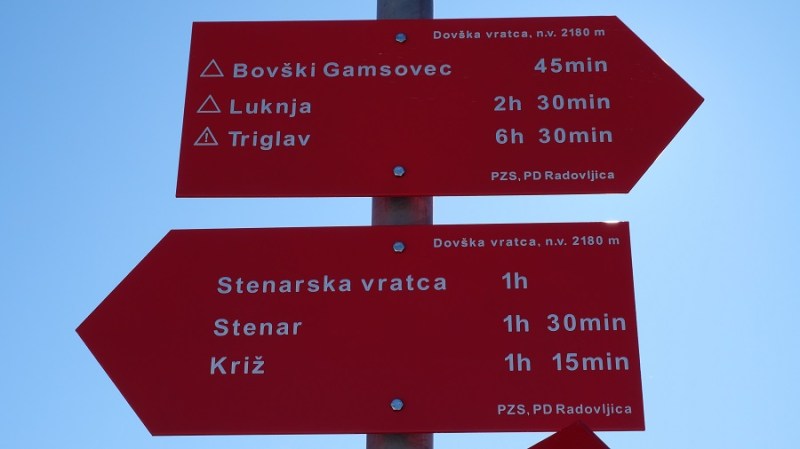 Dovška vratca, n.v. 2180 m
Bovški Gamsovec 45min
Luknja 2h 30min
Triglav 6h 30min
PZS, PD Radovljica
Dovška vratca, n.v. 2180 m
Stenarska vratca 1h
Stenar 1h 30min
Križ 1h 15min
PZS, PD Radovljica